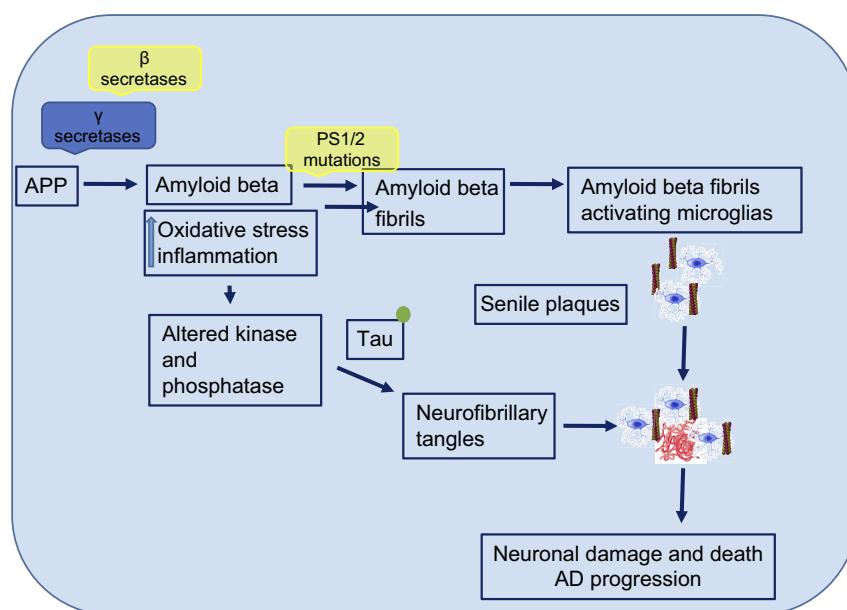 β
secretases
γ
secretases
PS1/2
mutations
APP
Amyloid beta
Amyloid beta
fibrils
Amyloid beta fibrils
activating microglias
Oxidative stress
inflammation
Senile plaques
Altered kinase
and
phosphatase
Tau
Neurofibrillary
tangles
Neuronal damage and death
AD progression